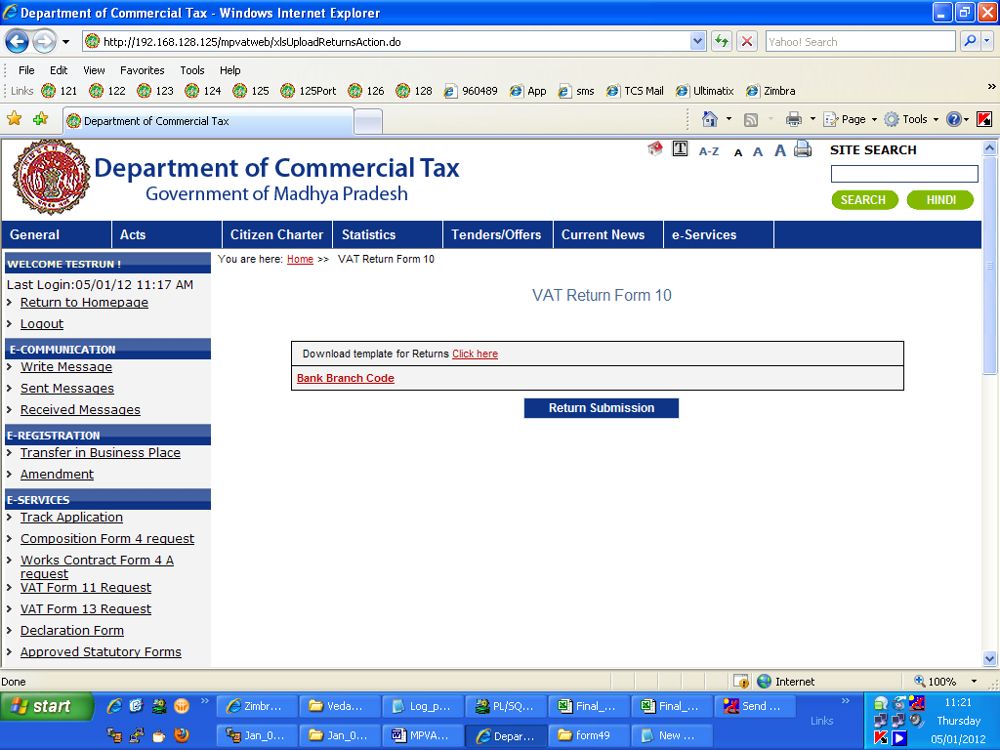 Department of Commercial Tax - Windows Internet Explorer
http://192.168.128.125/mpvatweb/xlsUploadReturnsAction.do
Yahoo! Search
File Edit View Favorites Tools Help
Links 121 122 123 124 125 125Port 126 128 960489 App sms TCS Mail Ultimatix Zimbra »
Department of Commercial Tax
Page Tools »
Department of Commercial Tax
Government of Madhya Pradesh
T A-Z A A A
SITE SEARCH
SEARCH HINDI
General Acts Citizen Charter Statistics Tenders/Offers Current News e-Services
WELCOME TESTRUN !
Last Login:05/01/12 11:17 AM
Return to Homepage
Logout
E-COMMUNICATION
Write Message
Sent Messages
Received Messages
E-REGISTRATION
Transfer in Business Place
Amendment
E-SERVICES
Track Application
Composition Form 4 request
Works Contract Form 4 A
request
VAT Form 11 Request
VAT Form 13 Request
Declaration Form
Approved Statutory Forms
You are here: Home >> VAT Return Form 10
VAT Return Form 10
Download template for Returns Click here
Bank Branch Code
Return Submission
Done Internet 100%
start » Zimbr... Veda... Log_p... PL/SQ... Final_... Final_... Send ... »
Jan_0... Jan_0... MPVA... Depar... form49 New ...
Links
11:21
Thursday
05/01/2012